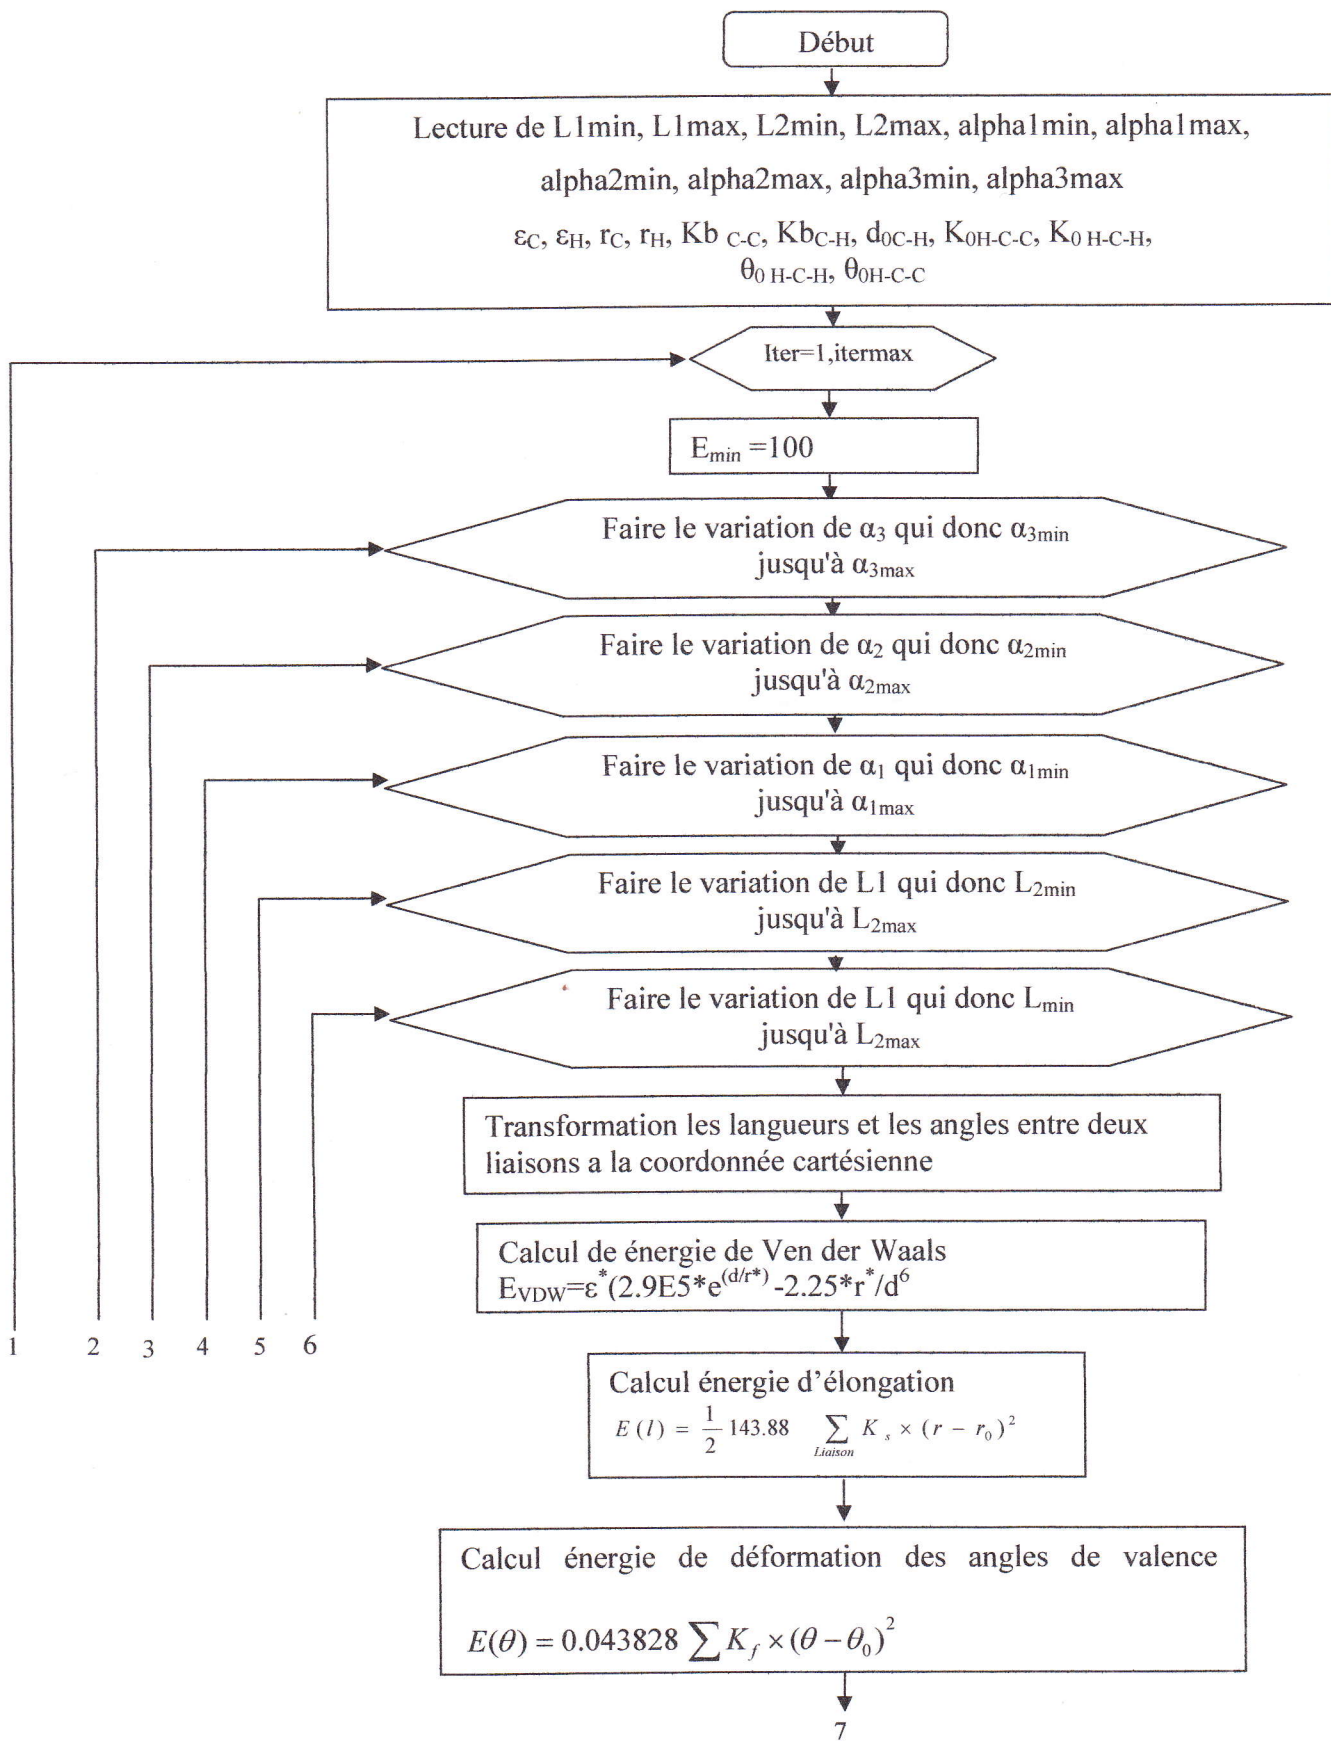 Début
Lecture de L1min, L1max, L2min, L2max, alpha1min, alpha1max,
alpha2min, alpha2max, alpha3min, alpha3max
εC, εH, rC, rH, Kb C-C, KbC-H, d0C-H, K0H-C-C, K0 H-C-H,
θ0 H-C-H, θ0H-C-C
Iter=1,itermax
Emin =100
Faire le variation de α3 qui donc α3min
jusqu'à α3max
Faire le variation de α2 qui donc α2min
jusqu'à α2max
Faire le variation de α1 qui donc α1min
jusqu'à α1max
Faire le variation de L1 qui donc L2min
jusqu'à L2max
Faire le variation de L1 qui donc Lmin
jusqu'à L2max
Transformation les langueurs et les angles entre deux
liaisons a la coordonnée cartésienne
Calcul de énergie de Ven der Waals
EVDW=ε*(2.9E5*e(d/r*) -2.25*r*/d6
1 2 3 4 5 6
Calcul énergie d’élongation
E (l) = 1/2 143.88 ∑ Liaison K s × (r − r0)2
Calcul énergie de déformation des angles de valence
E(θ) = 0.043828 ∑ Kf × (θ − θ0)2
7